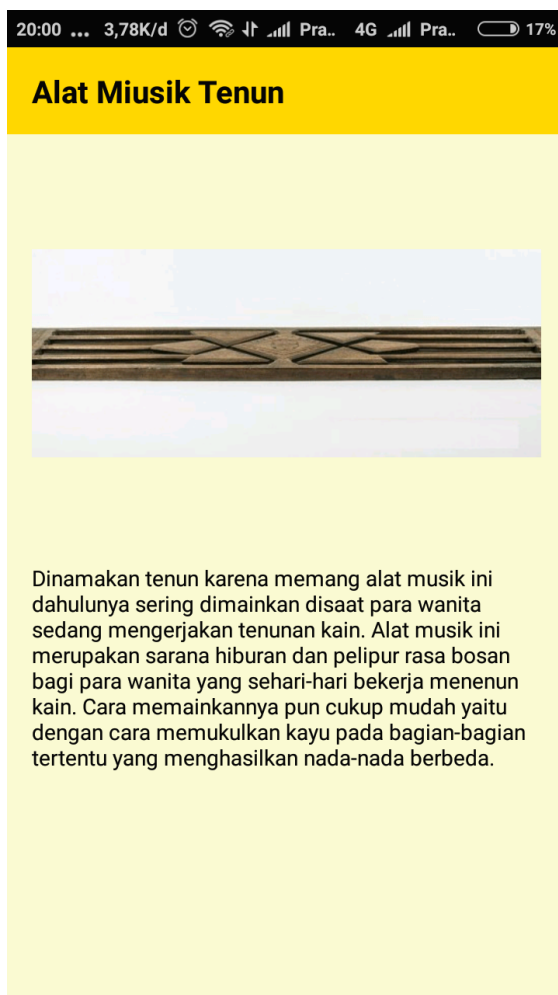 20:00 ... 3,78K/d Pra.. 4G Pra.. 17%
Alat Miusik Tenun
Dinamakan tenun karena memang alat musik ini
dahulunya sering dimainkan disaat para wanita
sedang mengerjakan tenunan kain. Alat musik ini
merupakan sarana hiburan dan pelipur rasa bosan
bagi para wanita yang sehari-hari bekerja menenun
kain. Cara memainkannya pun cukup mudah yaitu
dengan cara memukulkan kayu pada bagian-bagian
tertentu yang menghasilkan nada-nada berbeda.